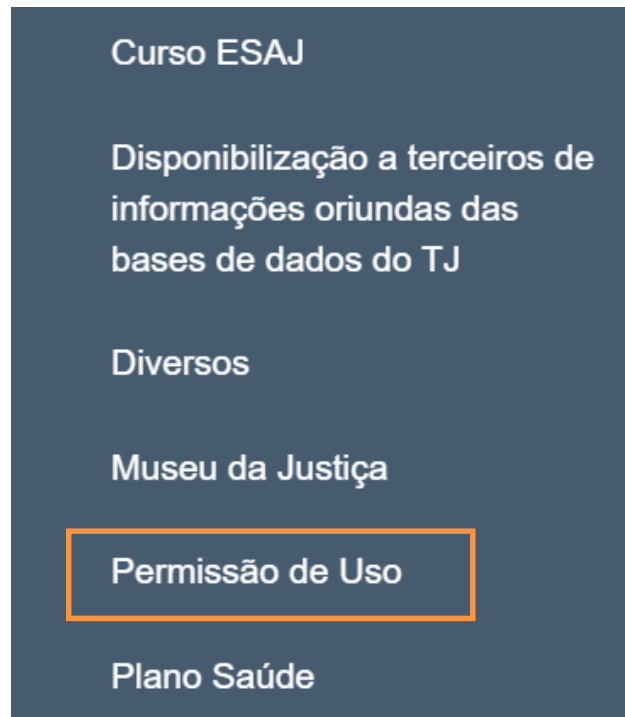 Curso ESAJ
Disponibilização a terceiros de
informações oriundas das
bases de dados do TJ
Diversos
Museu da Justiça
Permissão de Uso
Plano Saúde